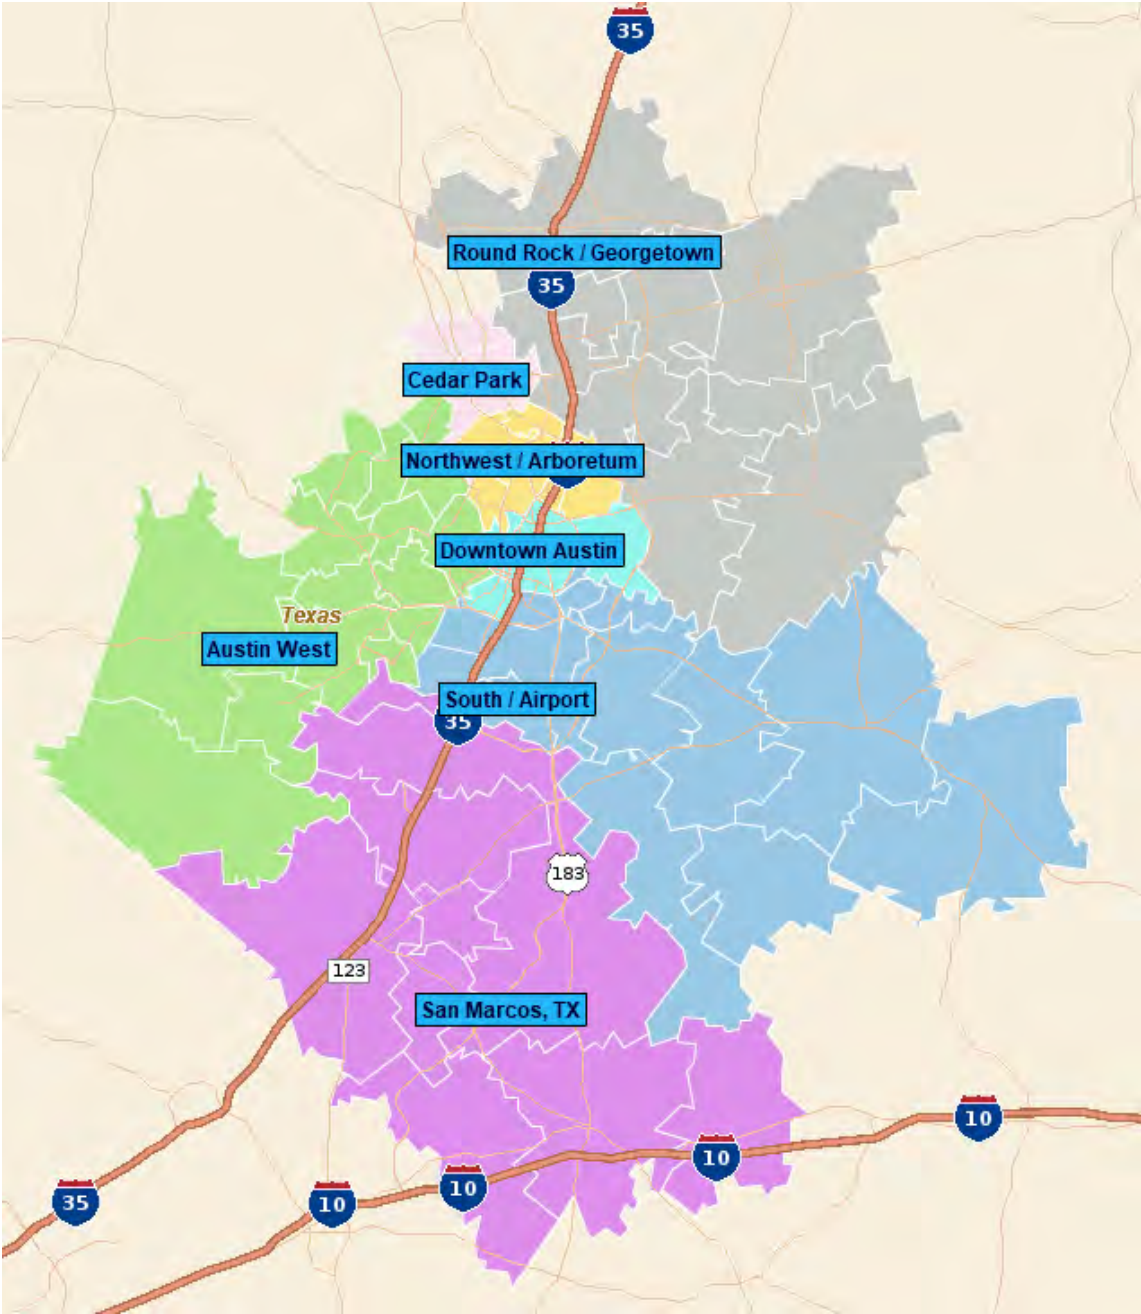 35
Round Rock / Georgetown
35
Cedar Park
Northwest / Arboretum
Downtown Austin
Texas
Austin West
South / Airport
35
183
123
San Marcos, TX
10
10
10
10
35